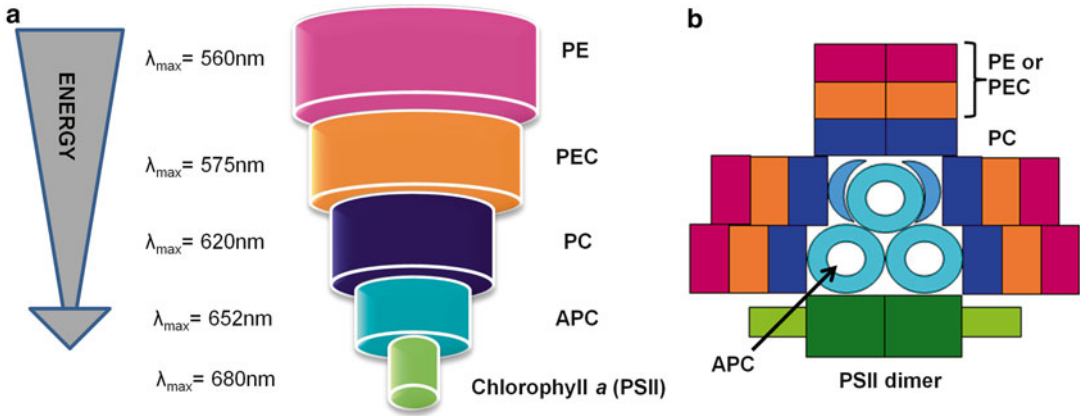 a
ENERGY
λmax= 560nm
PE
λmax= 575nm
PEC
λmax= 620nm
PC
λmax= 652nm
APC
λmax= 680nm
Chlorophyll a (PSII)
b
PE or
PEC
PC
APC
PSII dimer